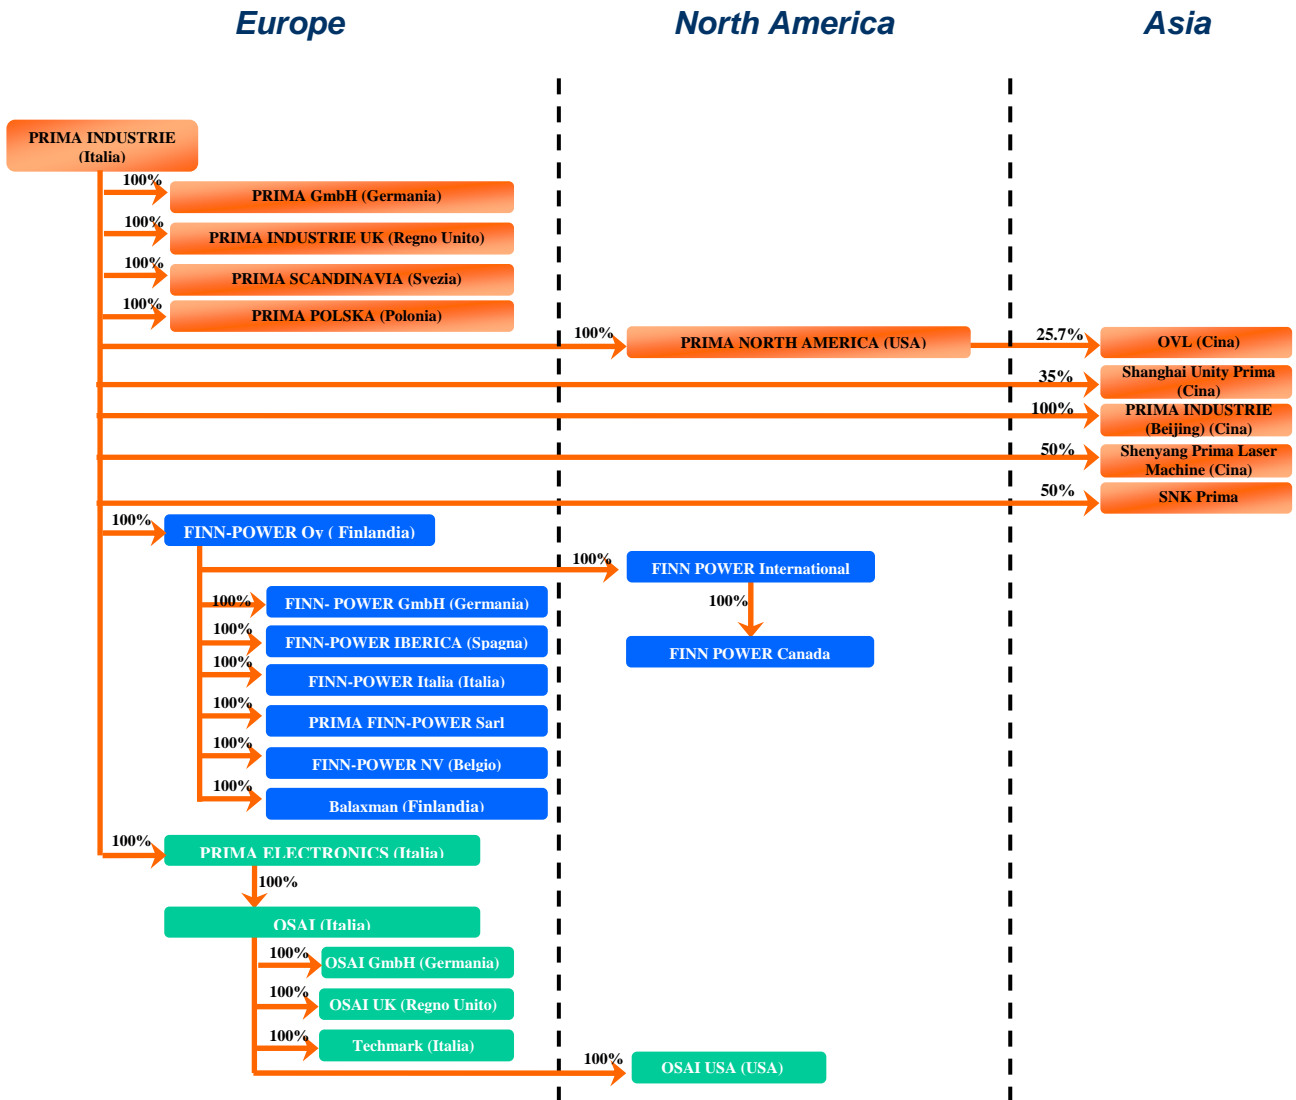 Europe
North America
Asia
PRIMA INDUSTRIE
(Italia)
100%
PRIMA GmbH (Germania)
100%
PRIMA INDUSTRIE UK (Regno Unito)
100%
PRIMA SCANDINAVIA (Svezia)
100%
PRIMA POLSKA (Polonia)
100%
PRIMA NORTH AMERICA (USA)
25.7%
OVL (Cina)
35%
Shanghai Unity Prima
(Cina)
100%
PRIMA INDUSTRIE
(Beijing) (Cina)
50%
Shenyang Prima Laser
Machine (Cina)
50%
SNK Prima
100%
FINN-POWER Oy ( Finlandia)
100%
FINN POWER International
100%
FINN POWER Canada
100%
FINN- POWER GmbH (Germania)
100%
FINN-POWER IBERICA (Spagna)
100%
FINN-POWER Italia (Italia)
100%
PRIMA FINN-POWER Sarl
100%
FINN-POWER NV (Belgio)
100%
Balaxman (Finlandia)
100%
PRIMA ELECTRONICS (Italia)
100%
OSAI (Italia)
100%
OSAI GmbH (Germania)
100%
OSAI UK (Regno Unito)
100%
Techmark (Italia)
100%
OSAI USA (USA)